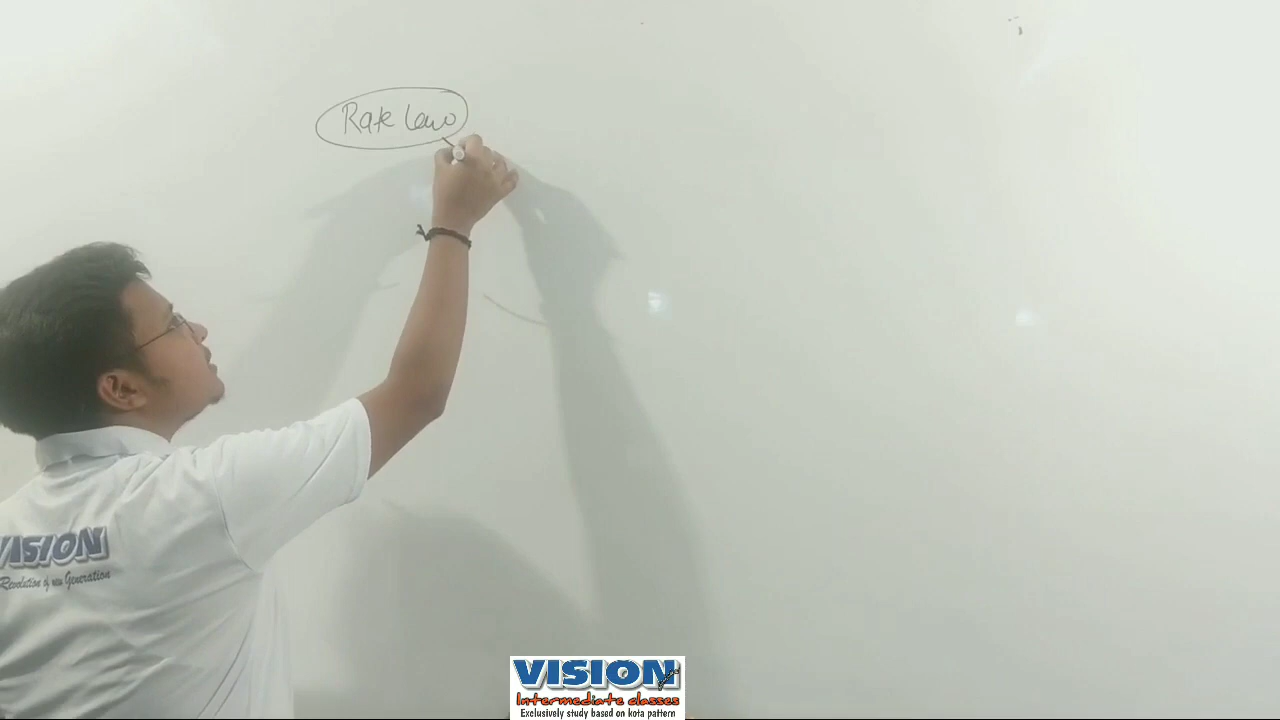 Rate Law
VISION
Revolution of new Generation
VISION
Intermediate classes
Exclusively study based on kota pattern